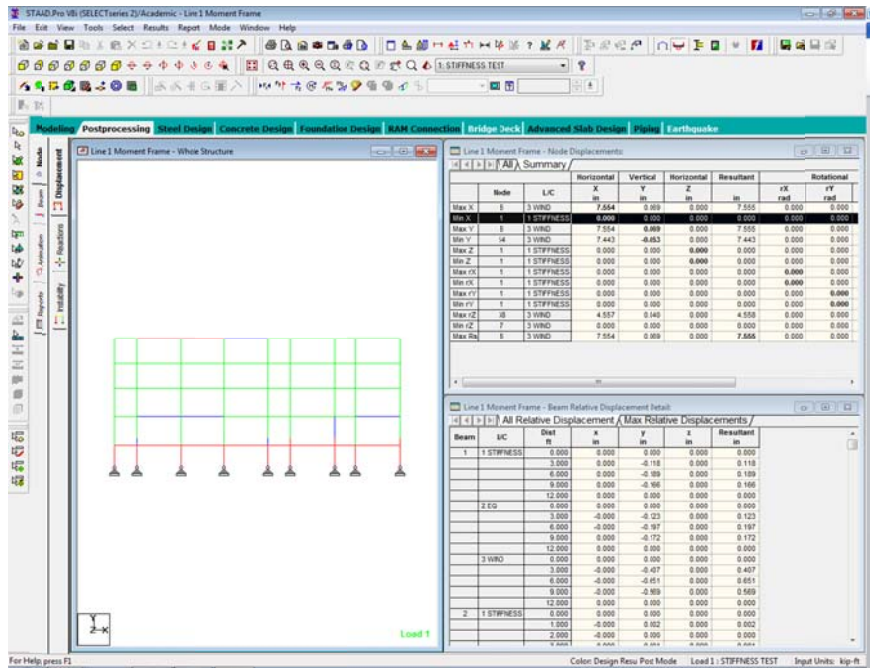 STAAD.Pro V8i (SELECTseries 2)/Academic - Line 1 Moment Frame
File Edit View Tools Select Results Report Mode Window Help
1: STIFFNESS TEST
Modeling Postprocessing Steel Design Concrete Design Foundation Design RAM Connection Bridge Deck Advanced Slab Design Piping Earthquake
Node
Beam
Animation
Reports
Displacement
Reactions
Instability
Line 1 Moment Frame - Whole Structure
Load 1
Line 1 Moment Frame - Node Displacements:
All Summary
Horizontal Vertical Horizontal Resultant Rotational
Node L/C X in Y in Z in in rX rad rY rad
Max X 3 WIND 7.554 0.000 7.555 0.000 0.000
Min X 1 1 STIFFNESS 0.000 0.000 0.000 0.000 0.000 0.000
Max Y 3 WIND 7.554 0.000 7.555 0.000 0.000
Min Y 3 WIND 7.443 0.000 7.443 0.000 0.000
Max Z 1 1 STIFFNESS 0.000 0.000 0.000 0.000 0.000 0.000
Min Z 1 1 STIFFNESS 0.000 0.000 0.000 0.000 0.000 0.000
Max rX 1 1 STIFFNESS 0.000 0.000 0.000 0.000 0.000 0.000
Min rX 1 1 STIFFNESS 0.000 0.000 0.000 0.000 0.000 0.000
Max rY 1 1 STIFFNESS 0.000 0.000 0.000 0.000 0.000 0.000
Min rY 1 1 STIFFNESS 0.000 0.000 0.000 0.000 0.000 0.000
Max rZ 3 WIND 4.557 0.000 4.558 0.000 0.000
Min rZ 7 3 WIND 0.000 0.000 0.000 0.000 0.000 0.000
Max Rs 3 WIND 7.554 0.000 7.555 0.000 0.000
Line 1 Moment Frame - Beam Relative Displacement Detail:
All Relative Displacement Max Relative Displacements
Beam L/C Dist ft x in y in z in Resultant in
1 1 STIFFNESS 0.000 0.000 0.000 0.000 0.000
3.000 0.000 -0.118 0.000 0.118
6.000 0.000 -0.189 0.000 0.189
9.000 0.000 -0.166 0.000 0.166
12.000 0.000 0.000 0.000 0.000
2 EQ 0.000 0.000 0.000 0.000 0.000
3.000 -0.000 -0.123 0.000 0.123
6.000 -0.000 -0.197 0.000 0.197
9.000 0.000 -0.172 0.000 0.172
12.000 0.000 0.000 0.000 0.000
3 WIND 0.000 0.000 0.000 0.000 0.000
3.000 -0.000 -0.407 0.000 0.407
6.000 -0.000 -0.651 0.000 0.651
9.000 -0.000 -0.569 0.000 0.569
12.000 0.000 0.000 0.000 0.000
2 1 STIFFNESS 0.000 0.000 0.000 0.000 0.000
1.000 -0.000 0.002 0.000 0.002
2.000 -0.000 0.000 0.000
For Help, press F1 Color: Design Resu Post Mode Load 1 : STIFFNESS TEST Input Units: kip-ft